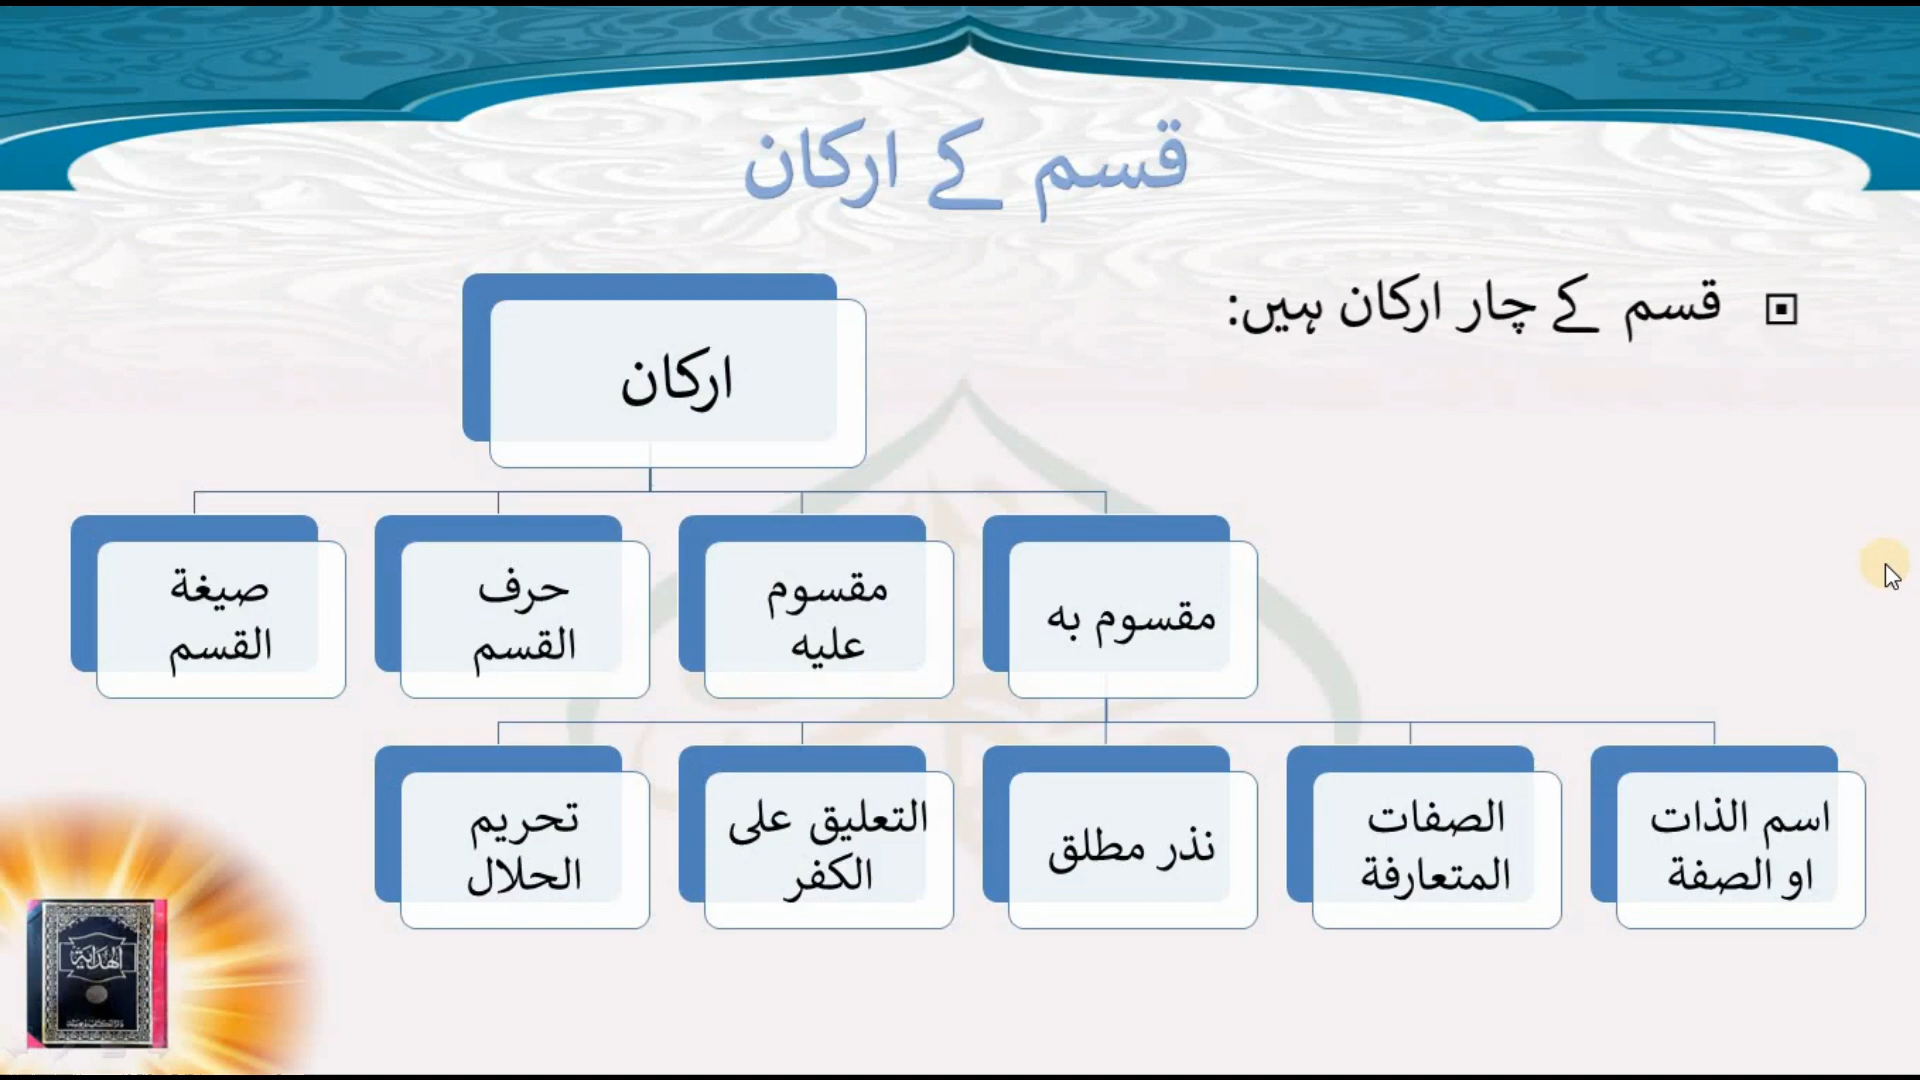 قسم کے ارکان
قسم کے چار ارکان ہیں:
ارکان
مقسوم به
مقسوم
عليه
حرف
القسم
صيغة
القسم
اسم الذات
او الصفة
الصفات
المتعارفة
نذر مطلق
التعليق على
الكفر
تحريم
الحلال
الهداية